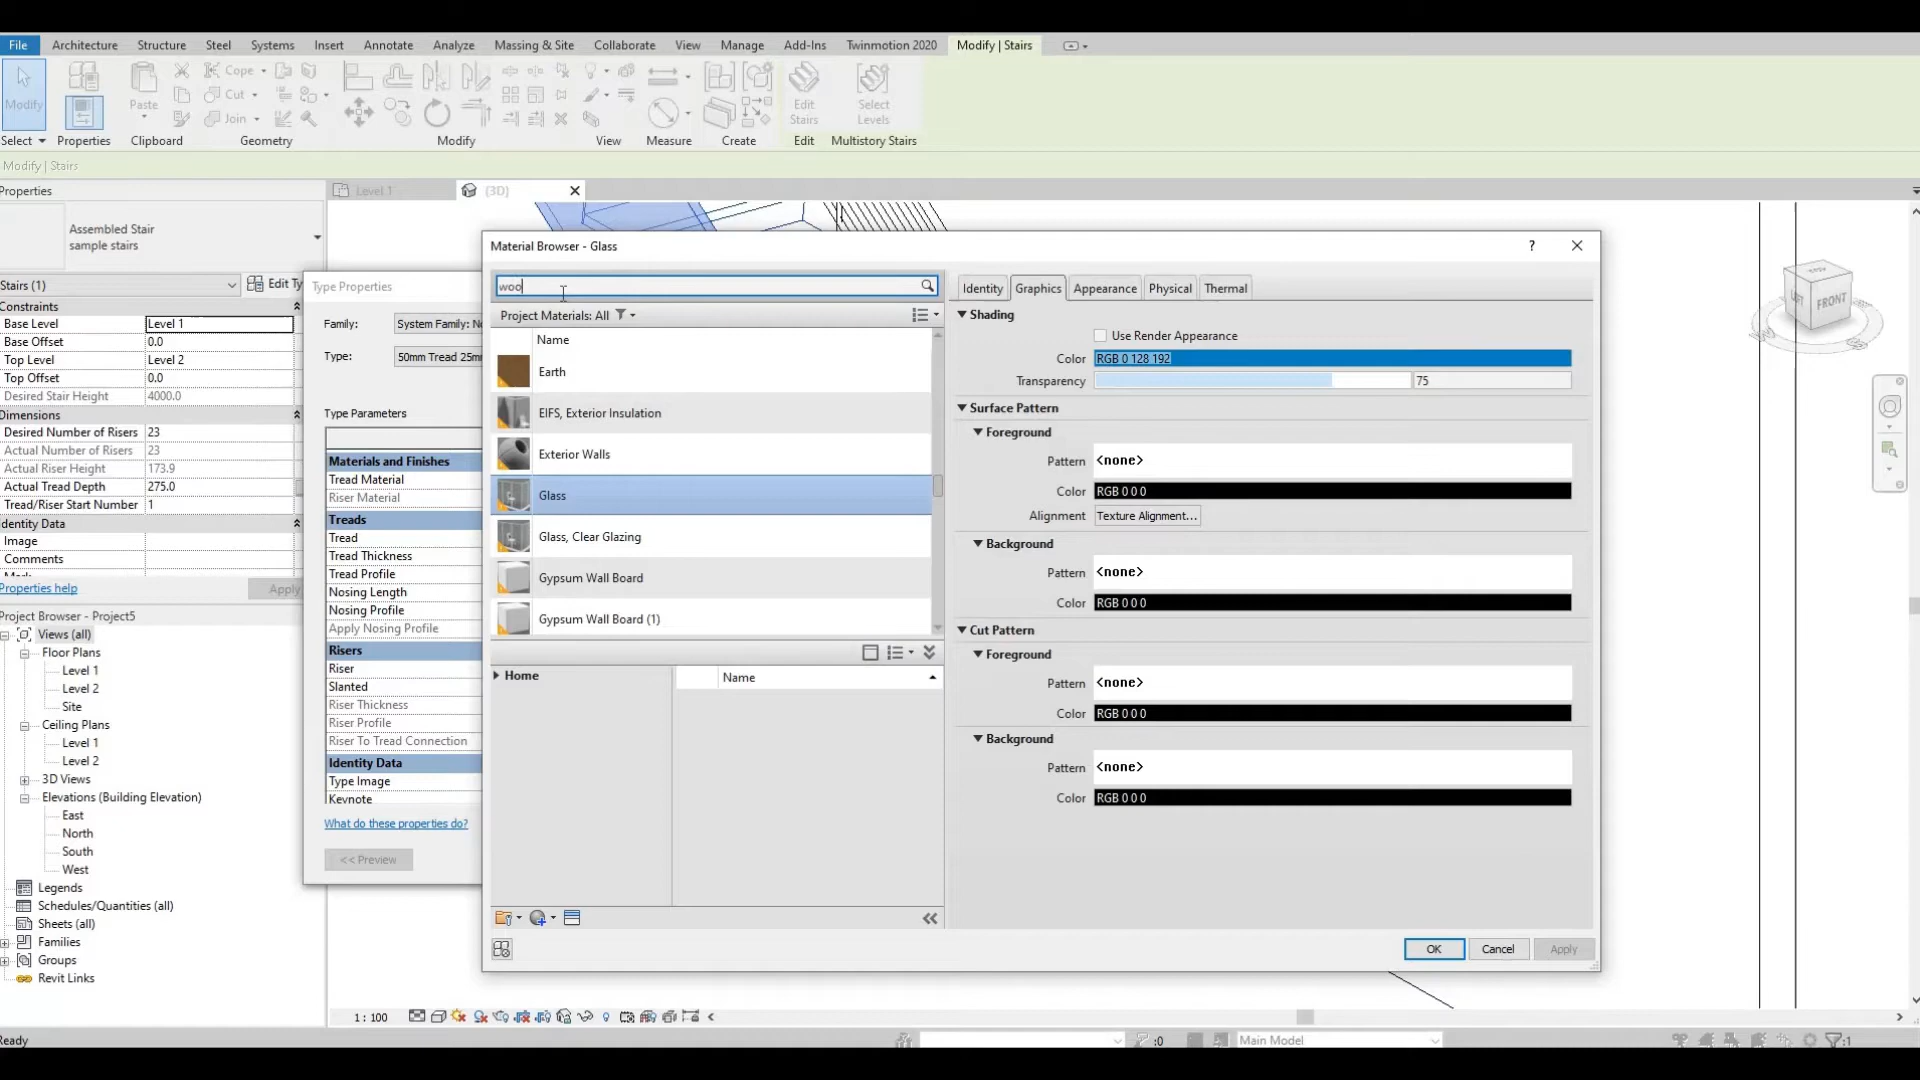 File Architecture Structure Steel Systems Insert Annotate Analyze Massing & Site Collaborate View Manage Add-Ins Twinmotion 2020 Modify | Stairs
Modify Paste Cope Cut Join Edit Stairs Select Levels
Select Properties Clipboard Geometry Modify View Measure Create Edit Multistory Stairs
Modify | Stairs
Properties
Level 1
{3D}
Assembled Stair
sample stairs
Stairs (1)
Edit Ty
Constraints
Base Level Level 1
Base Offset 0.0
Top Level Level 2
Top Offset 0.0
Desired Stair Height 4000.0
Dimensions
Desired Number of Risers 23
Actual Number of Risers 23
Actual Riser Height 173.9
Actual Tread Depth 275.0
Tread/Riser Start Number 1
Identity Data
Image
Comments
Properties help
Apply
Project Browser - Project5
Views (all)
Floor Plans
Level 1
Level 2
Site
Ceiling Plans
Level 1
Level 2
3D Views
Elevations (Building Elevation)
East
North
South
West
Legends
Schedules/Quantities (all)
Sheets (all)
Families
Groups
Revit Links
Type Properties
Family: System Family: No
Type: 50mm Tread 25m
Type Parameters
Materials and Finishes
Tread Material
Riser Material
Treads
Tread
Tread Thickness
Tread Profile
Nosing Length
Nosing Profile
Apply Nosing Profile
Risers
Riser
Slanted
Riser Thickness
Riser Profile
Riser To Tread Connection
Identity Data
Type Image
Keynote
What do these properties do?
<< Preview
Material Browser - Glass
?
woo
Project Materials: All
Name
Earth
EIFS, Exterior Insulation
Exterior Walls
Glass
Glass, Clear Glazing
Gypsum Wall Board
Gypsum Wall Board (1)
Home
Name
Identity Graphics Appearance Physical Thermal
Shading
Use Render Appearance
Color RGB 0 128 192
Transparency 75
Surface Pattern
Foreground
Pattern <none>
Color RGB 0 0 0
Alignment Texture Alignment...
Background
Pattern <none>
Color RGB 0 0 0
Cut Pattern
Foreground
Pattern <none>
Color RGB 0 0 0
Background
Pattern <none>
Color RGB 0 0 0
OK Cancel Apply
TOP
LEFT FRONT
W S
1 : 100
Ready
:0
Main Model
:1